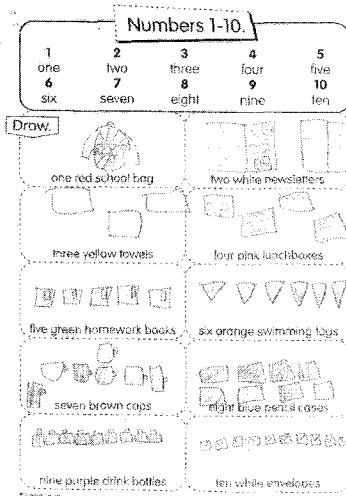 Numbers 1-10.
1 2 3 4 5
one two three four five
6 7 8 9 10
six seven eight nine ten
Draw.
one red school bag two white newsletters
three yellow towels four pink lunchboxes
five green homework books six orange swimming togs
seven brown caps eight blue pencil cases
nine purple drink bottles ten white envelopes